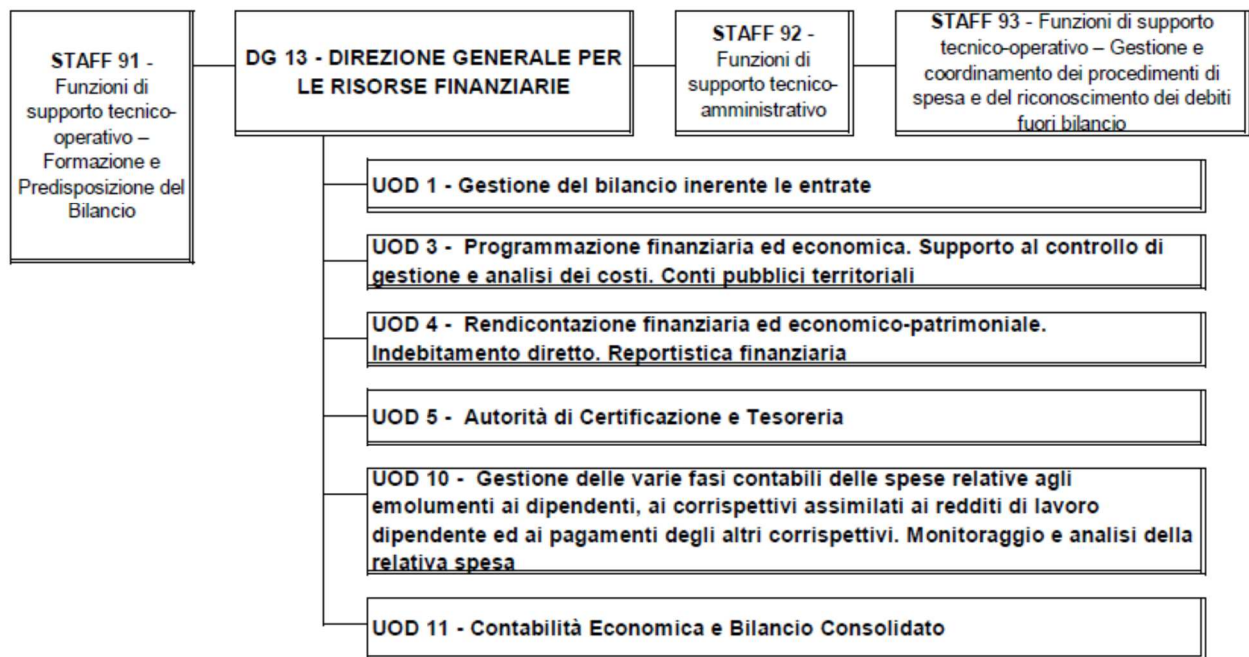 STAFF 91 -
Funzioni di
supporto tecnico-
operativo –
Formazione e
Predisposizione del
Bilancio
DG 13 - DIREZIONE GENERALE PER
LE RISORSE FINANZIARIE
STAFF 92 -
Funzioni di
supporto tecnico-
amministrativo
STAFF 93 - Funzioni di supporto
tecnico-operativo – Gestione e
coordinamento dei procedimenti di
spesa e del riconoscimento dei debiti
fuori bilancio
UOD 1 - Gestione del bilancio inerente le entrate
UOD 3 - Programmazione finanziaria ed economica. Supporto al controllo di
gestione e analisi dei costi. Conti pubblici territoriali
UOD 4 - Rendicontazione finanziaria ed economico-patrimoniale.
Indebitamento diretto. Reportistica finanziaria
UOD 5 - Autorità di Certificazione e Tesoreria
UOD 10 - Gestione delle varie fasi contabili delle spese relative agli
emolumenti ai dipendenti, ai corrispettivi assimilati ai redditi di lavoro
dipendente ed ai pagamenti degli altri corrispettivi. Monitoraggio e analisi della
relativa spesa
UOD 11 - Contabilità Economica e Bilancio Consolidato